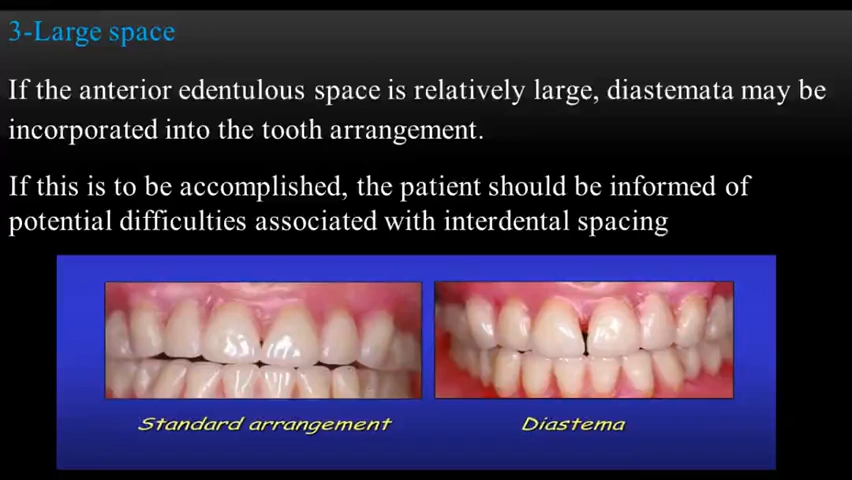 3-Large space
If the anterior edentulous space is relatively large, diastemata may be
incorporated into the tooth arrangement.
If this is to be accomplished, the patient should be informed of
potential difficulties associated with interdental spacing
Standard arrangement
Diastema